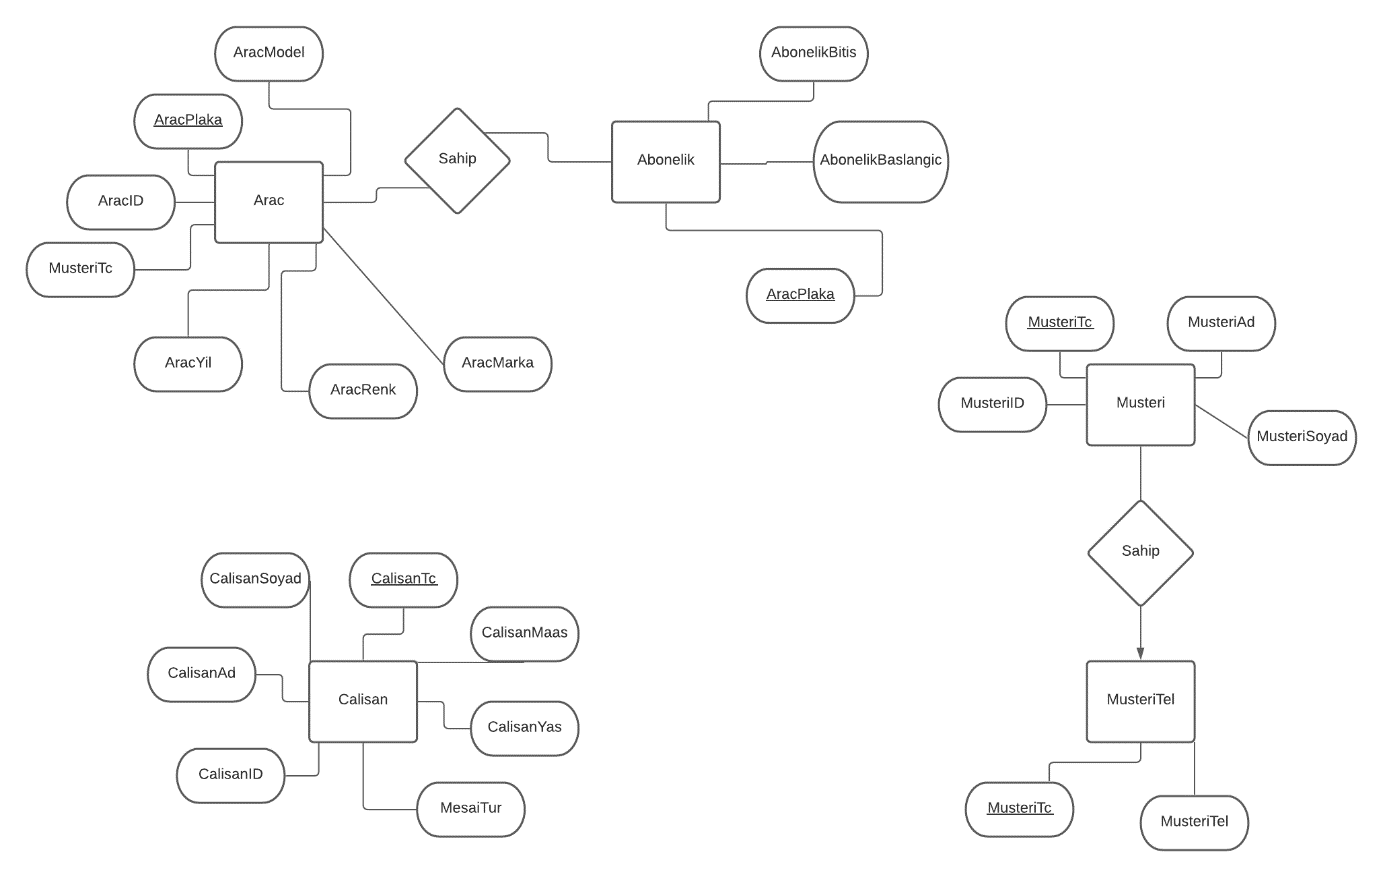 AracModel
AbonelikBitis
AracPlaka
Sahip
Abonelik
AbonelikBaslangic
AracID
Arac
MusteriTc
AracPlaka
AracYil
AracRenk
AracMarka
MusteriTc
MusteriAd
MusteriID
Musteri
MusteriSoyad
Sahip
CalisanSoyad
CalisanTc
CalisanMaas
CalisanAd
Calisan
CalisanYas
CalisanID
MesaiTur
MusteriTel
MusteriTc
MusteriTel